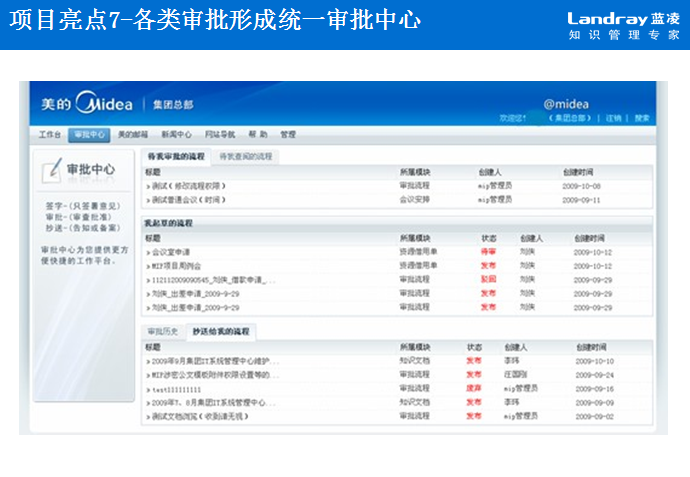 项目亮点7-各类审批形成统一审批中心
Landray 蓝凌
知识管理专家
美的 Midea 集团总部
@midea
欢迎您! (集团总部) | 注销 | 搜索
工作台 审批中心 美的邮箱 新闻中心 网站导航 帮助 管理
审批中心
签字-(只签署意见)
审批-(审查批准)
抄送-(告知或备案)
审批中心为您提供更方
便快捷的工作平台。
待我审批的流程 待我查阅的流程
标题 所属模块 创建人 创建时间
测试(修改流程权限) 审批流程 mip管理员 2009-10-08
测试普通会议(时间) 会议安排 mip管理员 2009-09-11
我起草的流程
标题 所属模块 状态 创建人 创建时间
会议室申请 资源借用单 待审 刘侠 2009-10-12
MIP项目周例会 资源借用单 发布 刘侠 2009-10-12
112112009090545_刘侠_借款申请_... 审批流程 驳回 刘侠 2009-09-29
刘侠_出差申请_2009-9-29 审批流程 发布 刘侠 2009-09-29
刘侠_出差申请_2009-9-29 审批流程 发布 刘侠 2009-09-29
审批历史 抄送给我的流程
标题 所属模块 状态 创建人 创建时间
2009年9月集团IT系统管理中心维护... 知识文档 发布 李玮 2009-10-10
MIP涉密公文模板附件权限设置等的... 审批流程 发布 2009-09-24
test111111111 审批流程 废弃 mip管理员 2009-09-16
2009年7、8月集团IT系统管理中心... 知识文档 发布 李玮 2009-09-09
测试文档浏览(收到请无视) 审批流程 发布 mip管理员 2009-09-02